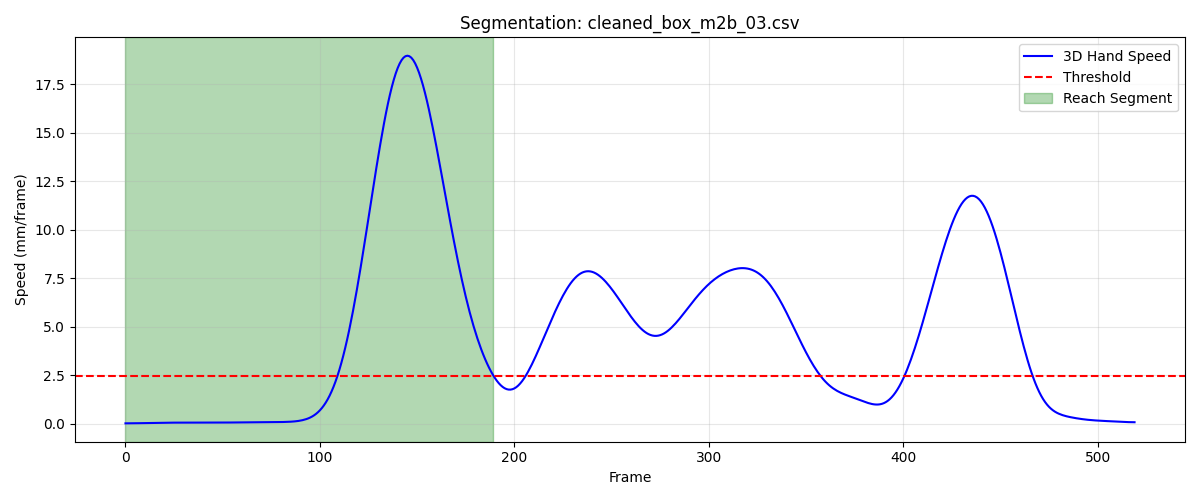 Segmentation: cleaned_box_m2b_03.csv
3D Hand Speed
Threshold
Reach Segment
Speed (mm/frame)
17.5
15.0
12.5
10.0
7.5
5.0
2.5
0.0
0 100 200 300 400 500
Frame